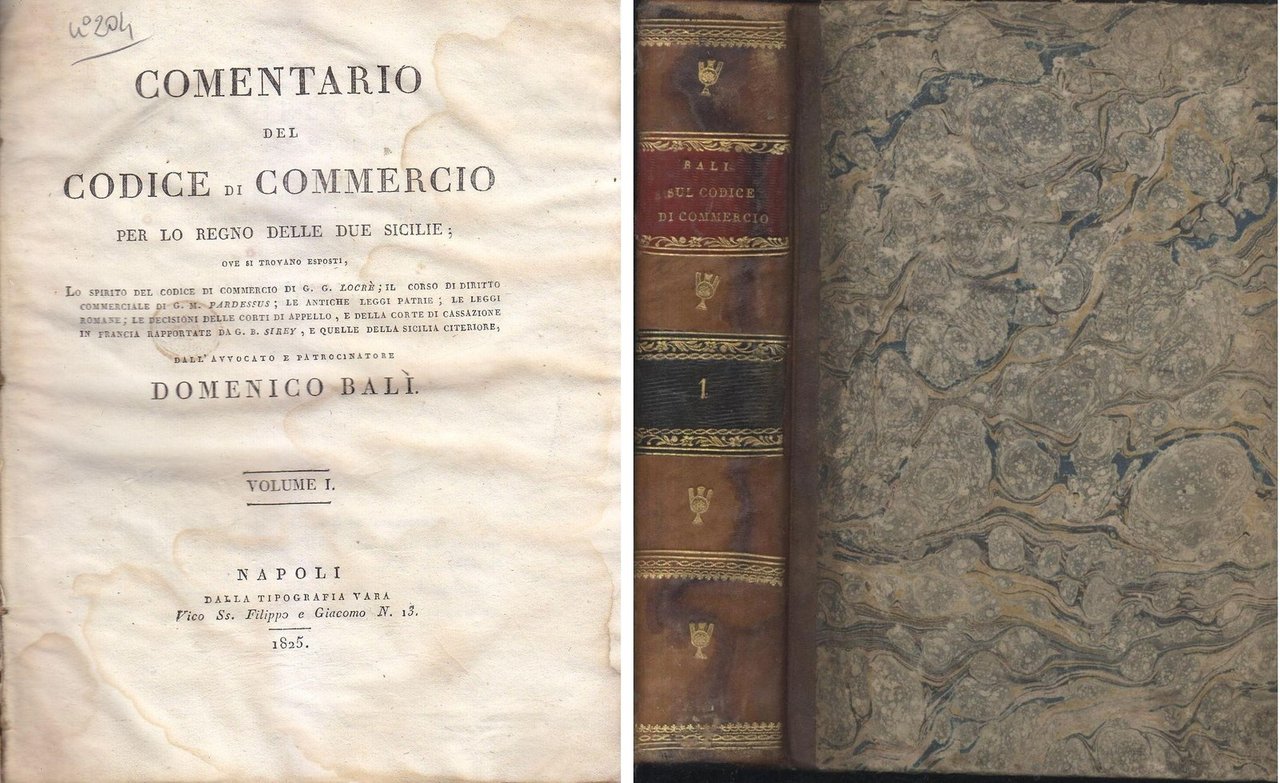 n° 204
COMENTARIO
DEL
CODICE DI COMMERCIO
PER LO REGNO DELLE DUE SICILIE;
OVE SI TROVANO ESPOSTI,
LO SPIRITO DEL CODICE DI COMMERCIO DI G. G. LOCRÈ; IL CORSO DI DIRITTO
COMMERCIALE DI G. M. PARDESSUS; LE ANTICHE LEGGI PATRIE; LE LEGGI
ROMANE; LE DECISIONI DELLE CORTI DI APPELLO, E DELLA CORTE DI CASSAZIONE
IN FRANCIA RAPPORTATE DA G. B. SIREY, E QUELLE DELLA SICILIA CITERIORE,
DALL'AVVOCATO E PATROCINATORE
DOMENICO BALÌ.
VOLUME I.
NAPOLI
DALLA TIPOGRAFIA VARA
Vico Ss. Filippo e Giacomo N. 13.
1825.
BALI
SUL CODICE
DI COMMERCIO
1